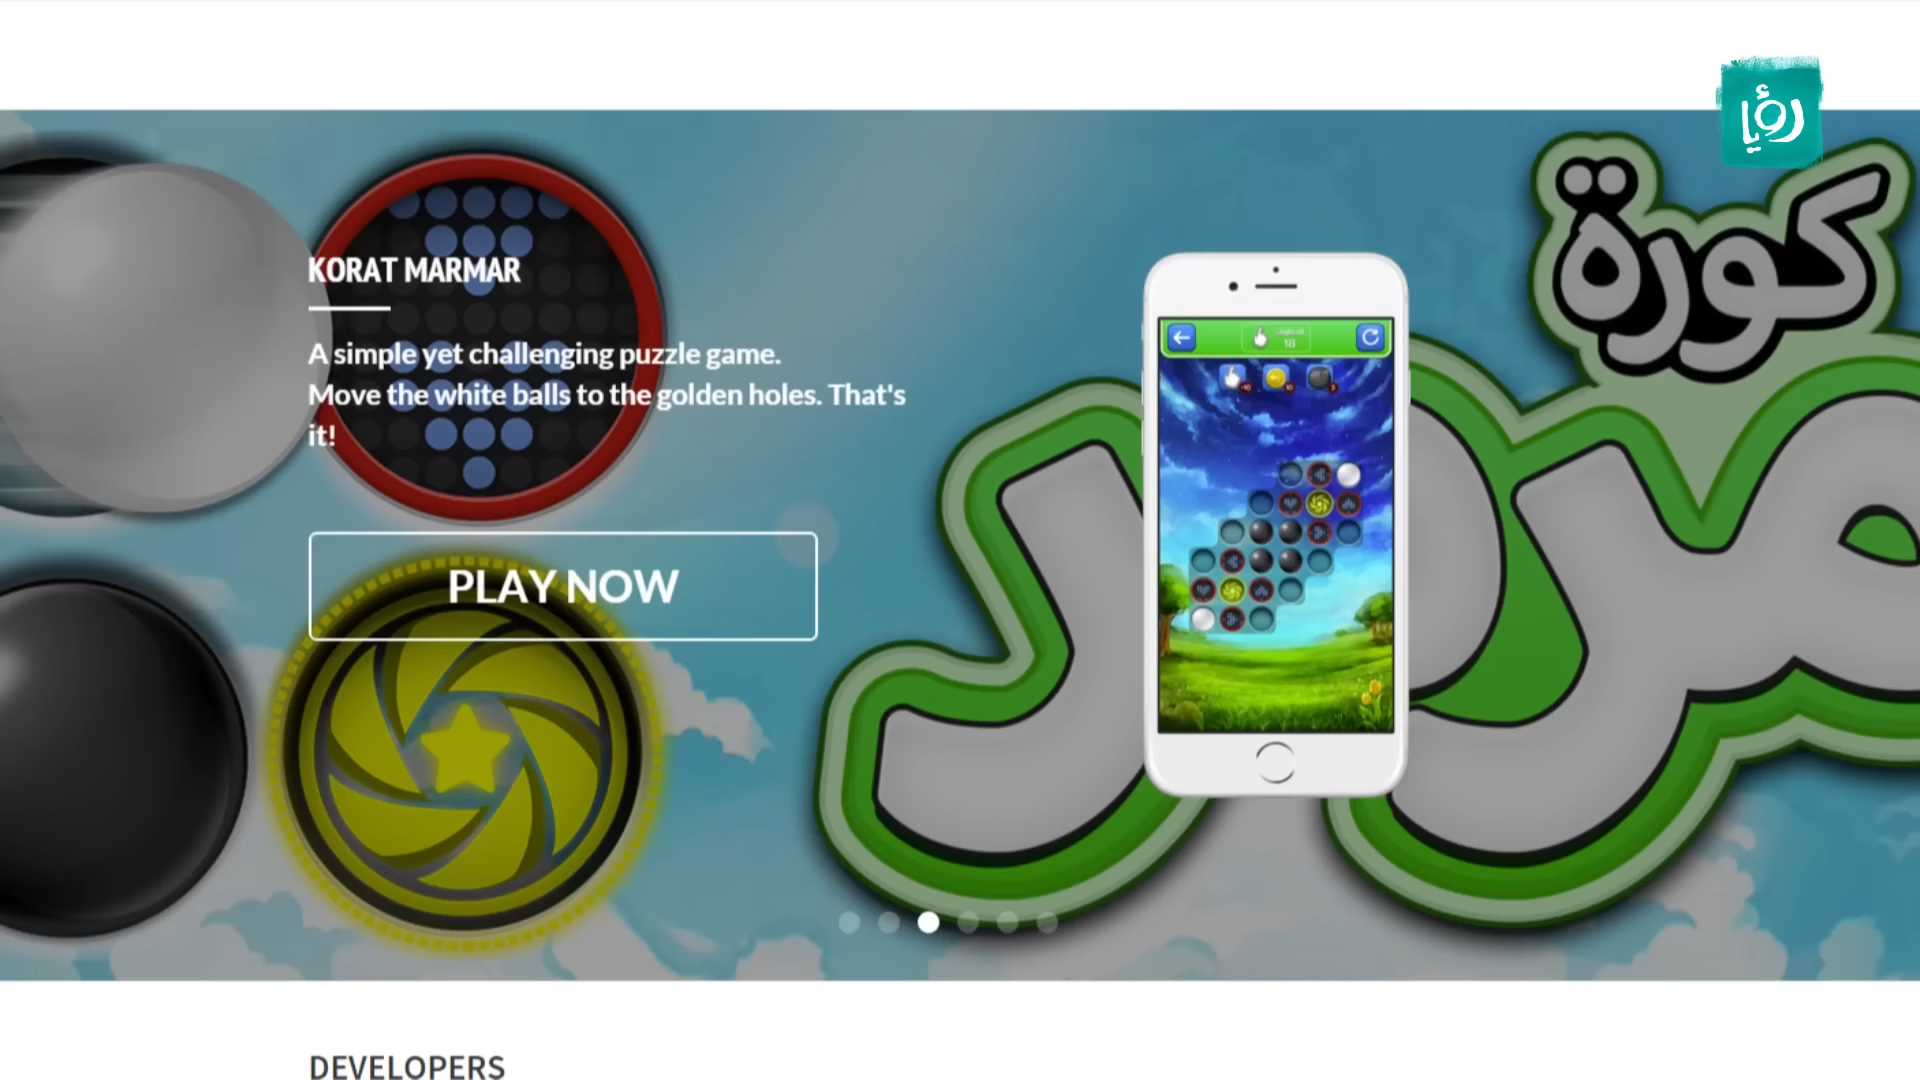 رؤيا
كورة
مرمر
KORAT MARMAR
A simple yet challenging puzzle game.
Move the white balls to the golden holes. That's
it!
PLAY NOW
18
DEVELOPERS